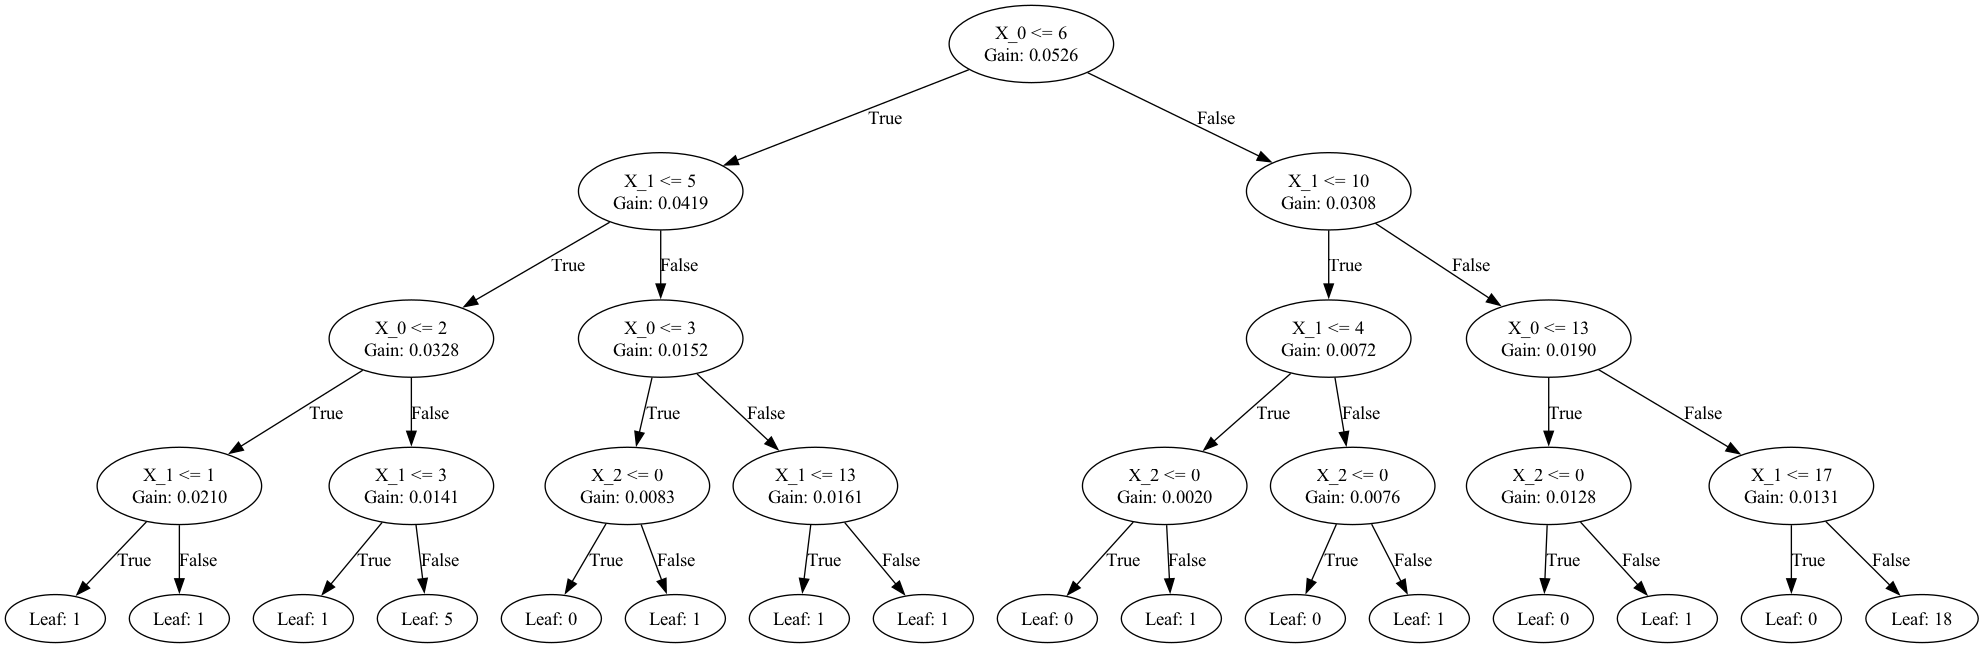 X_0 <= 6
Gain: 0.0526
True
False
X_1 <= 5
Gain: 0.0419
X_1 <= 10
Gain: 0.0308
True
False
True
False
X_0 <= 2
Gain: 0.0328
X_0 <= 3
Gain: 0.0152
X_1 <= 4
Gain: 0.0072
X_0 <= 13
Gain: 0.0190
True
False
True
False
True
False
True
False
X_1 <= 1
Gain: 0.0210
X_1 <= 3
Gain: 0.0141
X_2 <= 0
Gain: 0.0083
X_1 <= 13
Gain: 0.0161
X_2 <= 0
Gain: 0.0020
X_2 <= 0
Gain: 0.0076
X_2 <= 0
Gain: 0.0128
X_1 <= 17
Gain: 0.0131
True
False
True
False
True
False
True
False
True
False
True
False
True
False
True
False
Leaf: 1
Leaf: 1
Leaf: 1
Leaf: 5
Leaf: 0
Leaf: 1
Leaf: 1
Leaf: 1
Leaf: 0
Leaf: 1
Leaf: 0
Leaf: 1
Leaf: 0
Leaf: 1
Leaf: 0
Leaf: 18